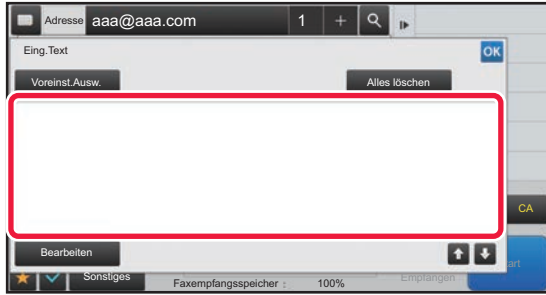 Adresse aaa@aaa.com 1 +
Eing.Text OK
Voreinst.Ausw. Alles löschen
CA
Bearbeiten
Sonstiges Empfangen art
Faxempfangsspeicher : 100%